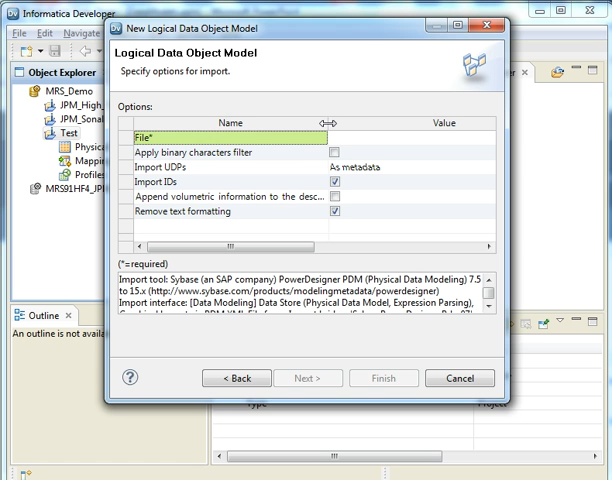 Informatica Developer
File Edit Navigate
New Logical Data Object Model
Logical Data Object Model
Specify options for import.
Object Explorer
MRS_Demo
JPM_High_
JPM_Sonal
Test
Physica
Mappin
Profiles
MRS91HF4_JP
Options:
Name Value
File*
Apply binary characters filter
Import UDPs As metadata
Import IDs
Append volumetric information to the desc...
Remove text formatting
(*=required)
Import tool: Sybase (an SAP company) PowerDesigner PDM (Physical Data Modeling) 7.5
to 15.x (http://www.sybase.com/products/modelingmetadata/powerdesigner)
Import interface: [Data Modeling] Data Store (Physical Data Model, Expression Parsing),
Outline
An outline is not availa
< Back Next > Finish Cancel
Type Project